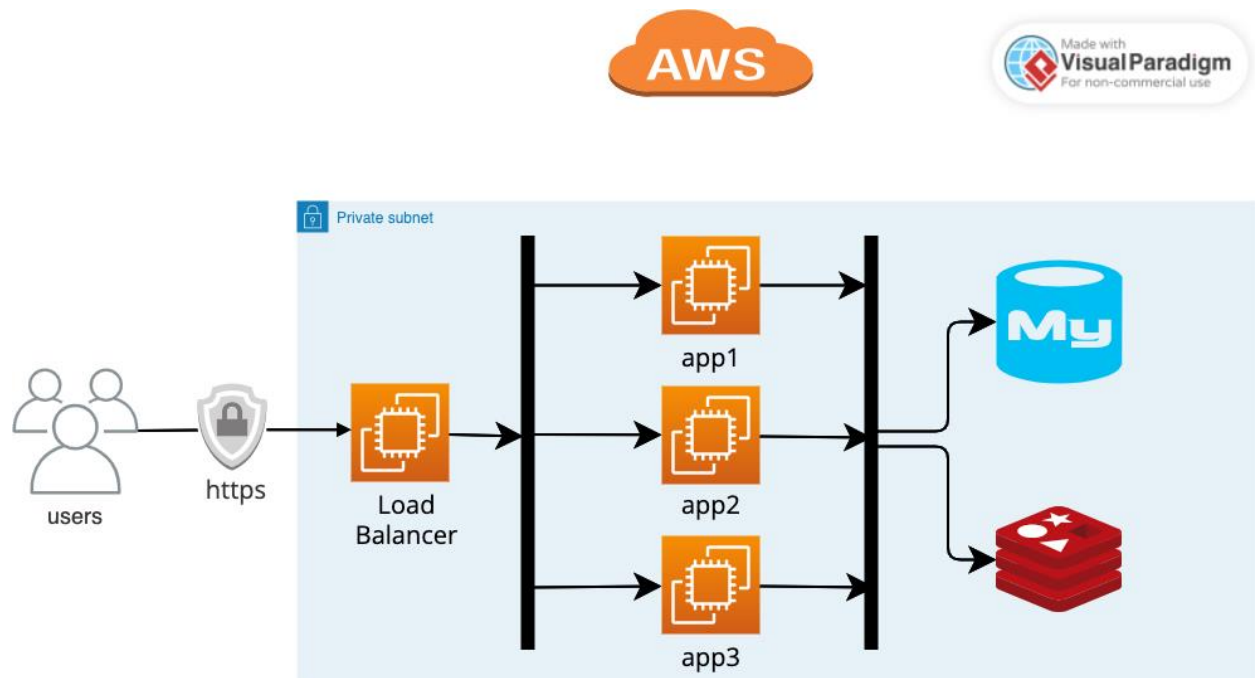 AWS
Made with
Visual Paradigm
For non-commercial use
Private subnet
app1
My
users
https
Load
Balancer
app2
app3